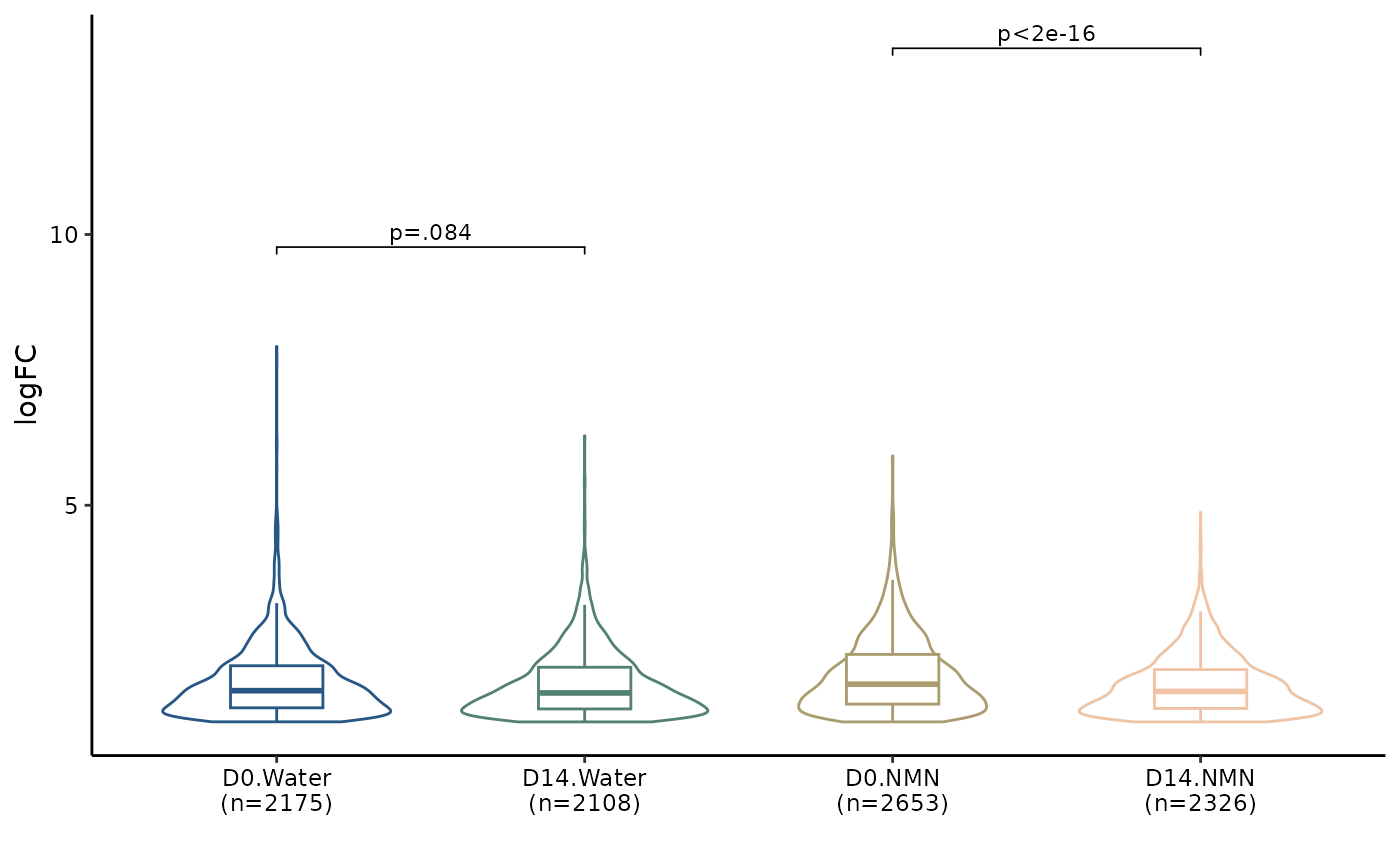 p<2e-16
10
p=.084
logFC
5
D0.Water
(n=2175)
D14.Water
(n=2108)
D0.NMN
(n=2653)
D14.NMN
(n=2326)